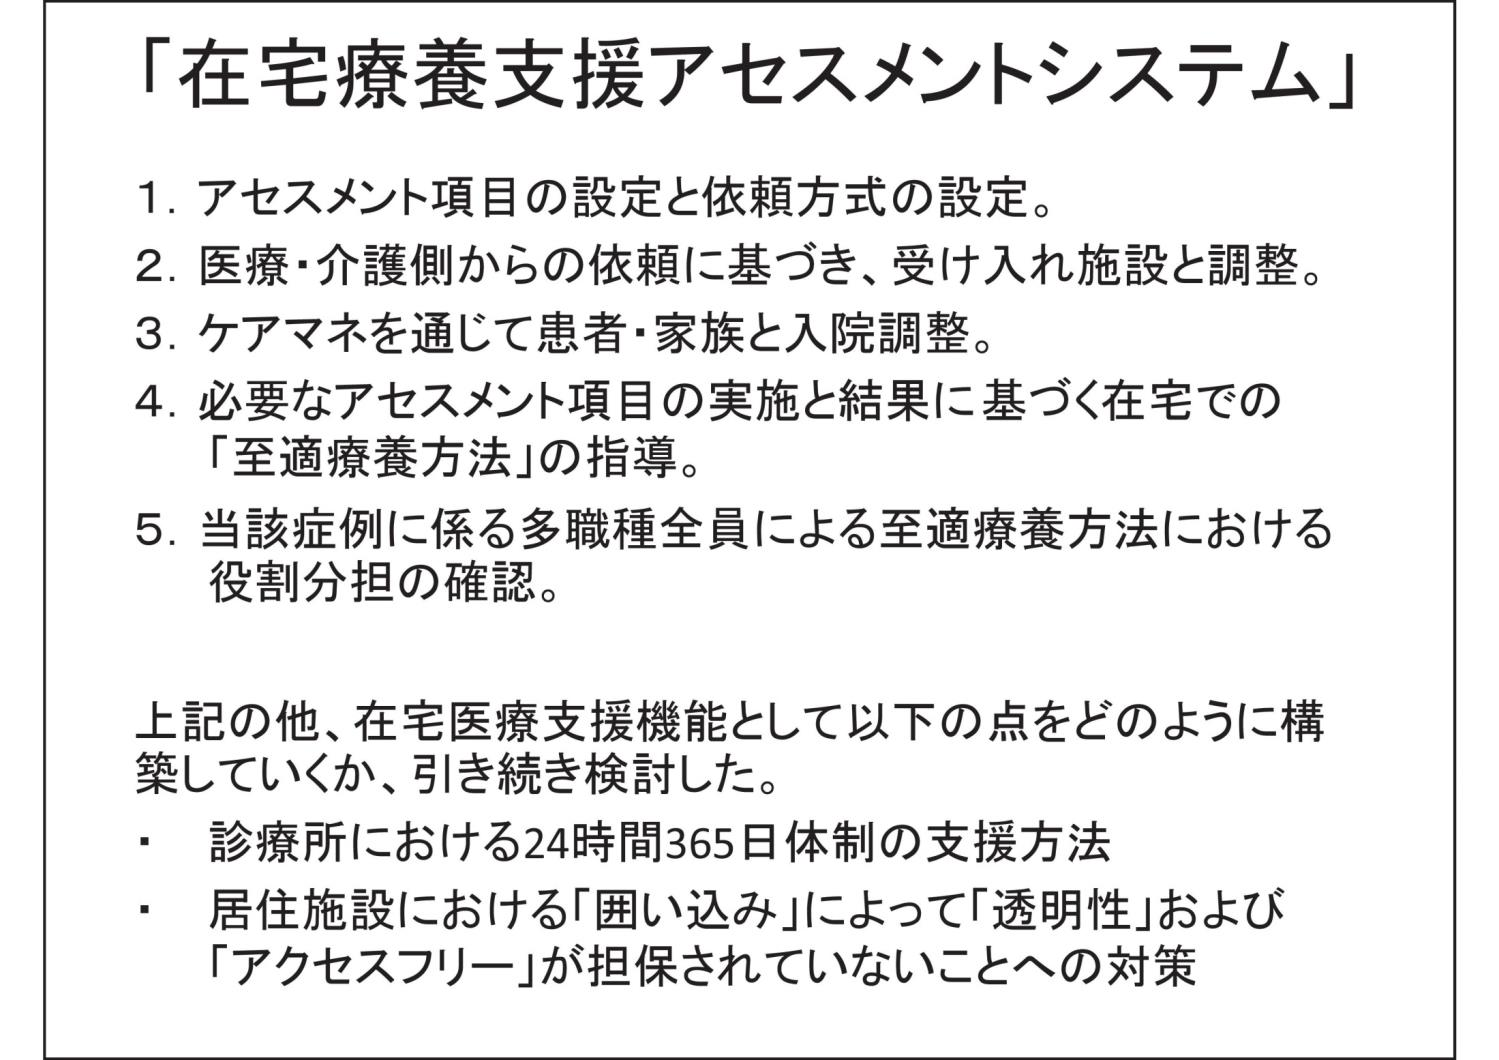 「在宅療養支援アセスメントシステム」
１．アセスメント項目の設定と依頼方式の設定。
２．医療・介護側からの依頼に基づき、受け入れ施設と調整。
３．ケアマネを通じて患者・家族と入院調整。
４．必要なアセスメント項目の実施と結果に基づく在宅での
「至適療養方法」の指導。
５．当該症例に係る多職種全員による至適療養方法における
役割分担の確認。
上記の他、在宅医療支援機能として以下の点をどのように構
築していくか、引き続き検討した。
・ 診療所における24時間365日体制の支援方法
・ 居住施設における「囲い込み」によって「透明性」および
「アクセスフリー」が担保されていないことへの対策